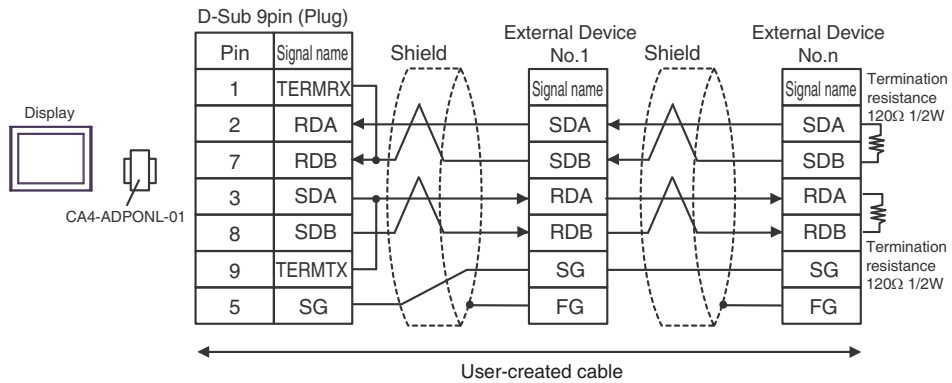 D-Sub 9pin (Plug)
Pin Signal name
1 TERMRX
2 RDA
7 RDB
3 SDA
8 SDB
9 TERMTX
5 SG
Display
CA4-ADPONL-01
Shield
External Device
No.1
Signal name
SDA
SDB
RDA
RDB
SG
FG
Shield
External Device
No.n
Signal name
SDA
SDB
RDA
RDB
SG
FG
Termination
resistance
120Ω 1/2W
Termination
resistance
120Ω 1/2W
User-created cable